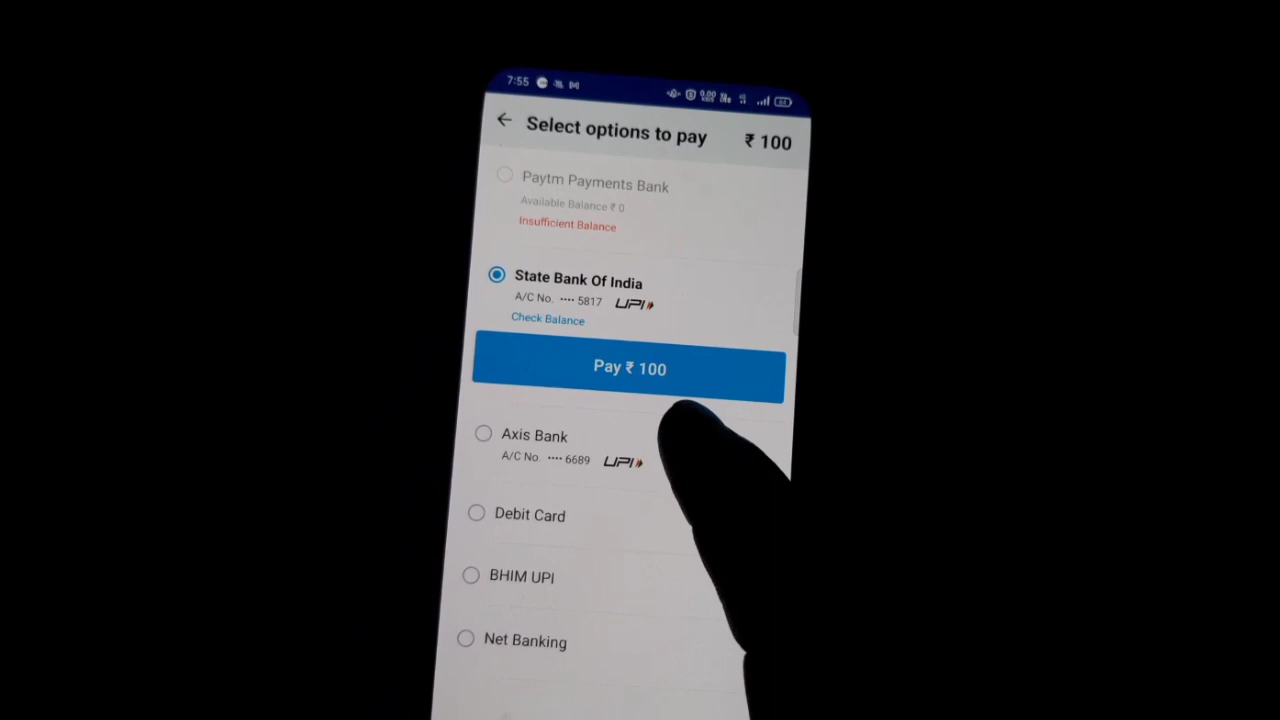 7:55
Select options to pay ₹ 100
Paytm Payments Bank
Available Balance ₹ 0
Insufficient Balance
State Bank Of India
A/C No. •••• 5817 UPI
Check Balance
Pay ₹ 100
Axis Bank
A/C No. •••• 6689 UPI
Debit Card
BHIM UPI
Net Banking